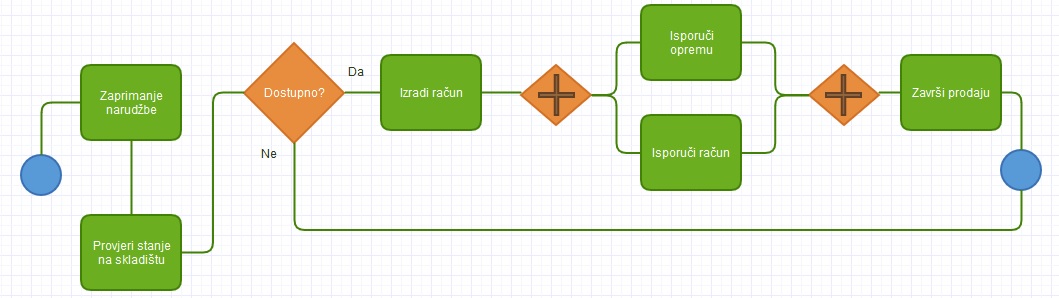 Zaprimanje
narudžbe
Provjeri stanje
na skladištu
Dostupno?
Da
Ne
Izradi račun
Isporuči
opremu
Isporuči račun
Završi prodaju